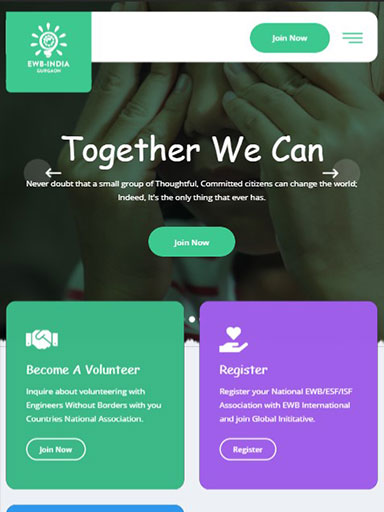 EWB-INDIA
GURGAON
Join Now
Together We Can
Never doubt that a small group of Thoughtful, Committed citizens can change the world;
Indeed, It's the only thing that ever has.
Join Now
Become A Volunteer
Inquire about volunteering with
Engineers Without Borders with you
Countries National Association.
Join Now
Register
Register your National EWB/ESF/ISF
Association with EWB International
and join Global Inititative.
Register